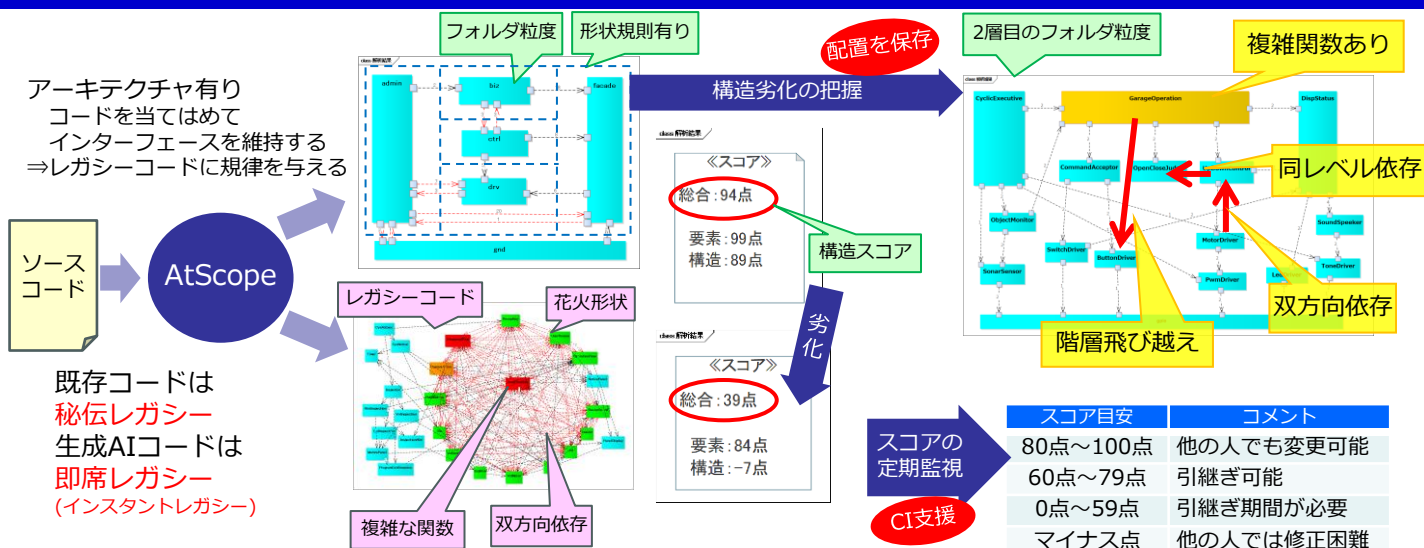 アーキテクチャ有り
コードを当てはめて
インターフェースを維持する
⇒レガシーコードに規律を与える
ソース
コード
AtScope
既存コードは
秘伝レガシー
生成AIコードは
即席レガシー
(インスタントレガシー)
フォルダ粒度
形状規則有り
class 解析結果
admin
biz
facade
ctrl
drv
gnd
レガシーコード
花火形状
複雑な関数
双方向依存
配置を保存
構造劣化の把握
class 解析結果
≪スコア≫
総合:94点
要素:99点
構造:89点
構造スコア
劣化
class 解析結果
≪スコア≫
総合:39点
要素:84点
構造:-7点
2層目のフォルダ粒度
複雑関数あり
CyclicExecutive
GarageOperation
DispStatus
CommandAcceptor
同レベル依存
ObjectMonitor
SoundSpeaker
SwitchDriver
ButtonDriver
MotorDriver
SonarSensor
PwmDriver
ToneDriver
双方向依存
階層飛び越え
スコアの
定期監視
CI支援
スコア目安 コメント
80点～100点 他の人でも変更可能
60点～79点 引継ぎ可能
0点～59点 引継ぎ期間が必要
マイナス点 他の人では修正困難